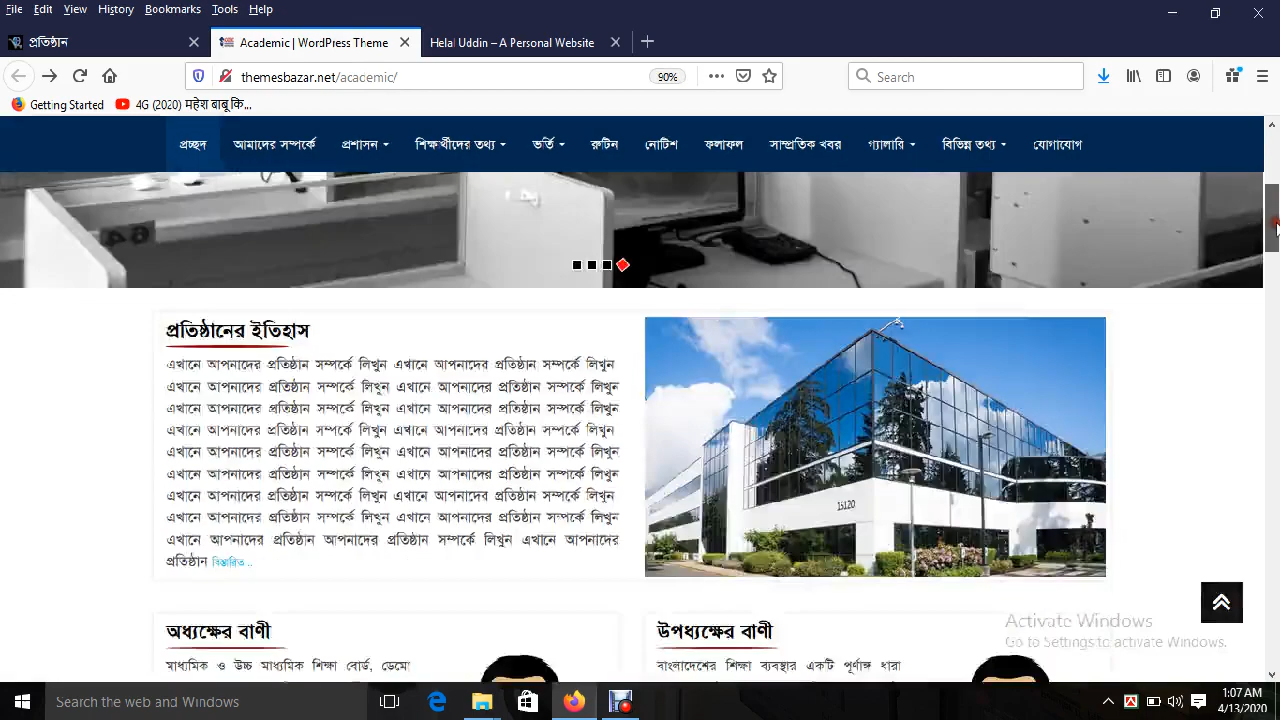 File Edit View History Bookmarks Tools Help
প্রতিষ্ঠান
Academic | WordPress Theme
Helal Uddin – A Personal Website
themesbazar.net/academic/
90%
Search
Getting Started
4G (2020) महेश बाबू कि...
প্রচ্ছদ আমাদের সম্পর্কে প্রশাসন শিক্ষার্থীদের তথ্য ভর্তি রুটিন নোটিশ ফলাফল সাম্প্রতিক খবর গ্যালারি বিভিন্ন তথ্য যোগাযোগ
প্রতিষ্ঠানের ইতিহাস
এখানে আপনাদের প্রতিষ্ঠান সম্পর্কে লিখুন এখানে আপনাদের প্রতিষ্ঠান সম্পর্কে লিখুন
এখানে আপনাদের প্রতিষ্ঠান সম্পর্কে লিখুন এখানে আপনাদের প্রতিষ্ঠান সম্পর্কে লিখুন
এখানে আপনাদের প্রতিষ্ঠান সম্পর্কে লিখুন এখানে আপনাদের প্রতিষ্ঠান সম্পর্কে লিখুন
এখানে আপনাদের প্রতিষ্ঠান সম্পর্কে লিখুন এখানে আপনাদের প্রতিষ্ঠান সম্পর্কে লিখুন
এখানে আপনাদের প্রতিষ্ঠান সম্পর্কে লিখুন এখানে আপনাদের প্রতিষ্ঠান সম্পর্কে লিখুন
এখানে আপনাদের প্রতিষ্ঠান সম্পর্কে লিখুন এখানে আপনাদের প্রতিষ্ঠান সম্পর্কে লিখুন
এখানে আপনাদের প্রতিষ্ঠান সম্পর্কে লিখুন এখানে আপনাদের প্রতিষ্ঠান সম্পর্কে লিখুন
এখানে আপনাদের প্রতিষ্ঠান সম্পর্কে লিখুন এখানে আপনাদের প্রতিষ্ঠান সম্পর্কে লিখুন
এখানে আপনাদের প্রতিষ্ঠান আপনাদের প্রতিষ্ঠান সম্পর্কে লিখুন এখানে আপনাদের
প্রতিষ্ঠান বিস্তারিত..
15120
অধ্যক্ষের বাণী
মাধ্যমিক ও উচ্চ মাধ্যমিক শিক্ষা বোর্ড, ডেমো
উপধ্যক্ষের বাণী
বাংলাদেশের শিক্ষা ব্যবস্থার একটি পূর্ণাঙ্গ ধারা
Activate Windows
Go to Settings to activate Windows.
Search the web and Windows
1:07 AM
4/13/2020